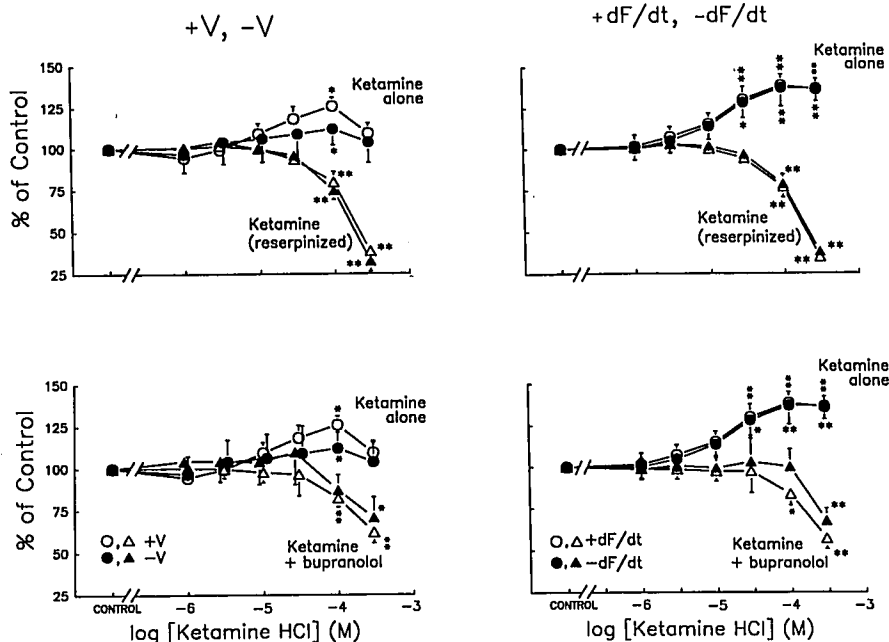 +V, −V
+dF/dt, −dF/dt
% of Control
150
125
100
75
50
25
Ketamine
alone
*
*
**
**
**
**
Ketamine
(reserpinized)
Ketamine
alone
**
**
**
*
**
**
**
**
**
**
Ketamine
(reserpinized)
% of Control
150
125
100
75
50
25
Ketamine
alone
*
*
**
*
**
Ketamine
+ bupranolol
○,△ +V
●,▲ −V
CONTROL
−6
−5
−4
−3
log [Ketamine HCl] (M)
Ketamine
alone
**
**
**
*
**
**
*
**
**
Ketamine
+ bupranolol
○,△ +dF/dt
●,▲ −dF/dt
CONTROL
−6
−5
−4
−3
log [Ketamine HCl] (M)